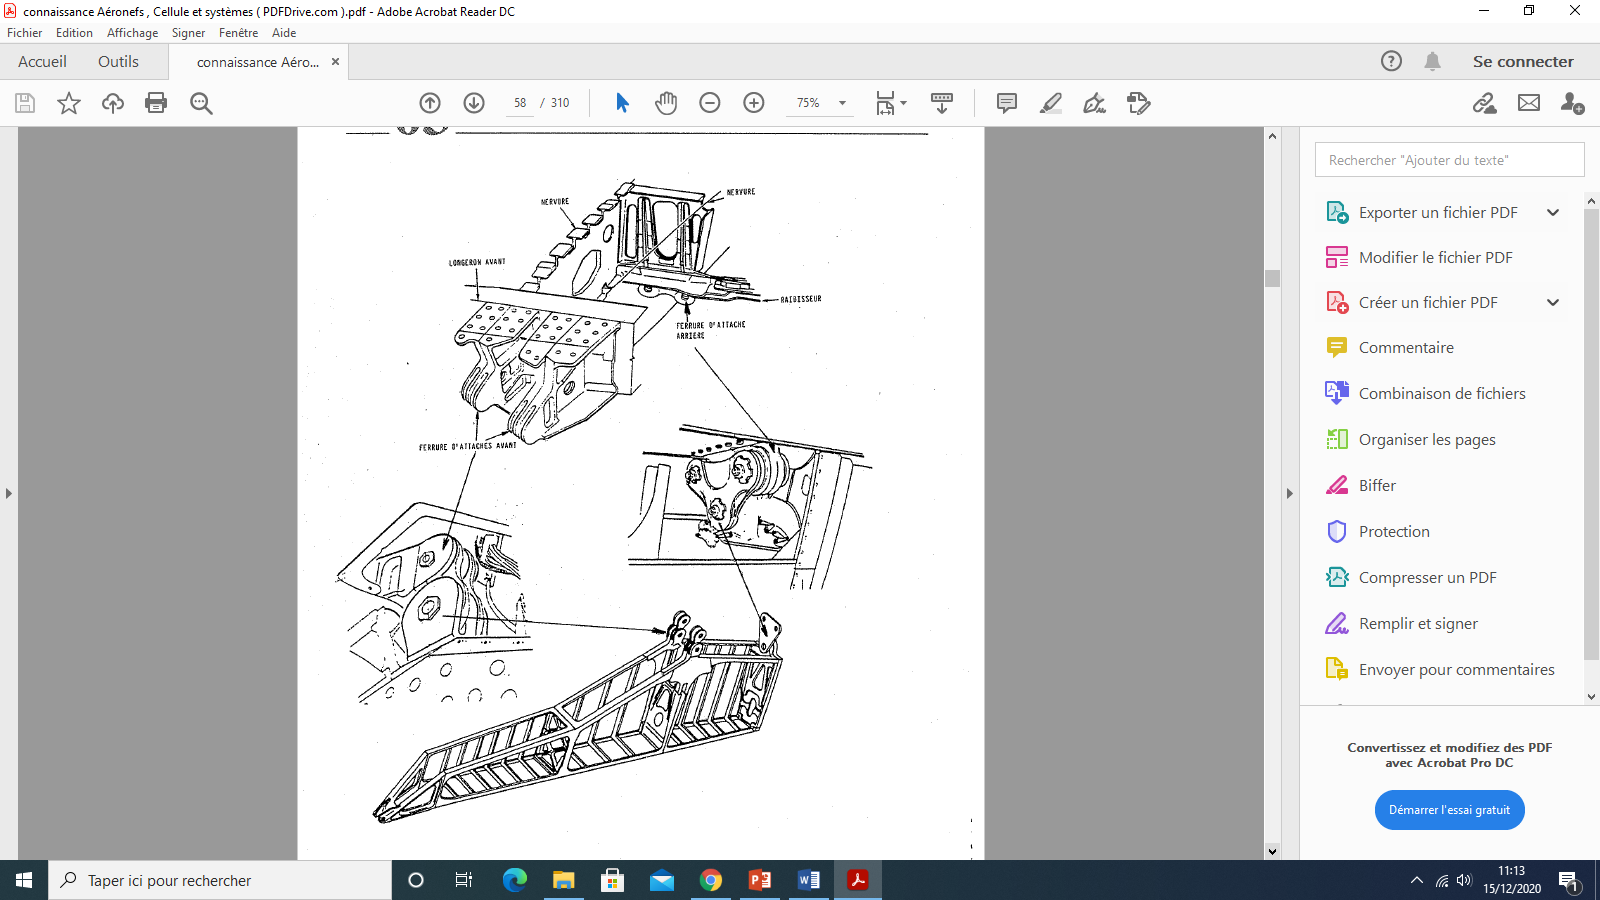 connaissance Aéronefs , Cellule et systèmes ( PDFDrive.com ).pdf - Adobe Acrobat Reader DC
Fichier Edition Affichage Signer Fenêtre Aide
Accueil Outils connaissance Aéro... × Se connecter
58 / 310 75%
NERVURE
NERVURE
LONGERON AVANT
RAIDISSEUR
FERRURE D'ATTACHE
ARRIERE
FERRURE D'ATTACHES AVANT
Rechercher "Ajouter du texte"
Exporter un fichier PDF
Modifier le fichier PDF
Créer un fichier PDF
Commentaire
Combinaison de fichiers
Organiser les pages
Biffer
Protection
Compresser un PDF
Remplir et signer
Envoyer pour commentaires
Convertissez et modifiez des PDF
avec Acrobat Pro DC
Démarrer l'essai gratuit
Taper ici pour rechercher
11:13
15/12/2020
1